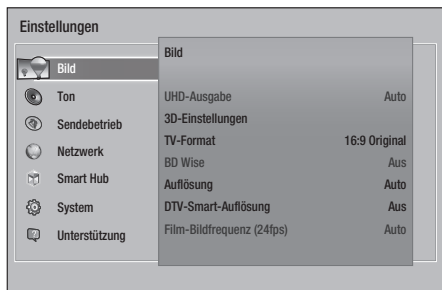 Einstellungen
Bild
Ton
Sendebetrieb
Netzwerk
Smart Hub
System
Unterstützung
Bild
UHD-Ausgabe Auto
3D-Einstellungen
TV-Format 16:9 Original
BD Wise Aus
Auflösung Auto
DTV-Smart-Auflösung Aus
Film-Bildfrequenz (24fps) Auto